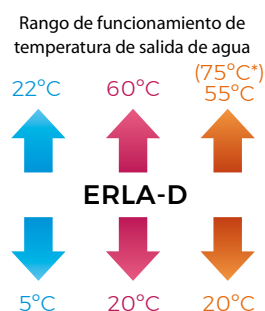 Rango de funcionamiento de
temperatura de salida de agua
22°C 60°C (75°C*)
55°C
ERLA-D
5°C 20°C 20°C